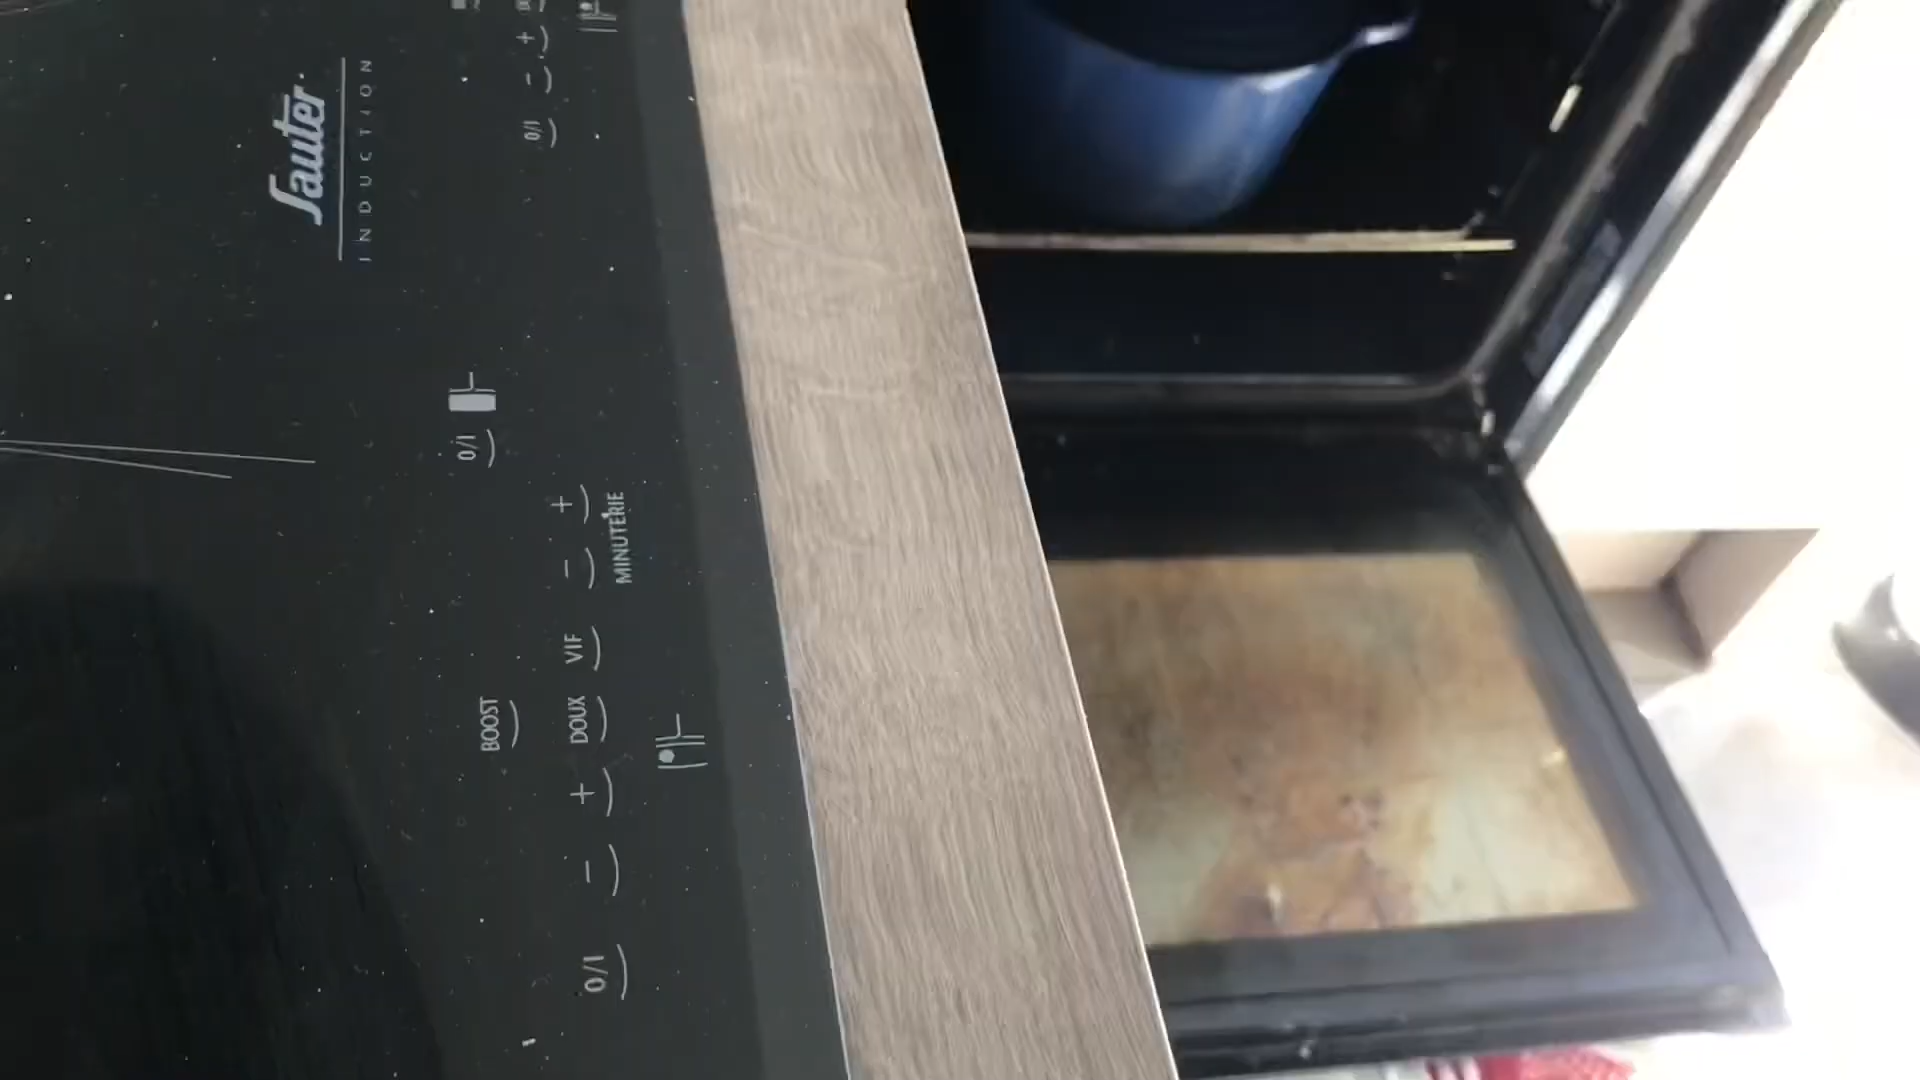 Sauter
INDUCTION
0/I - +
0/I
- +
MINUTERIE
BOOST
0/I - + DOUX VIF